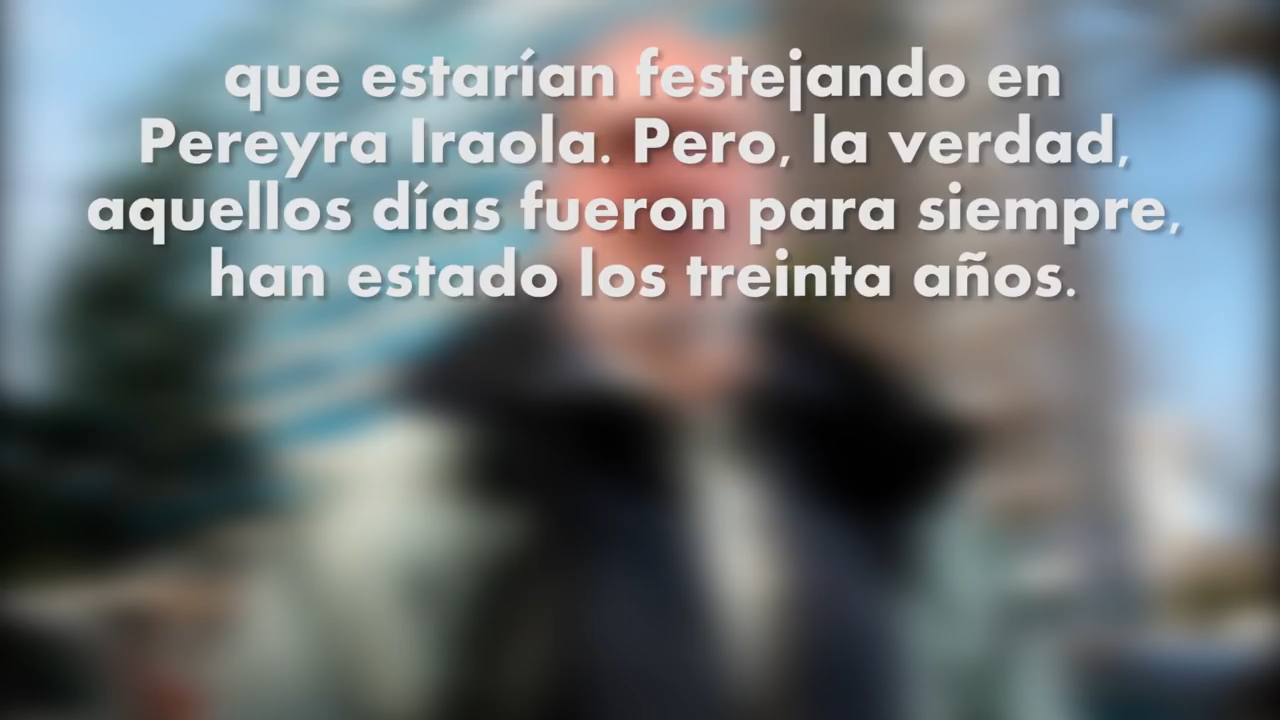 que estarían festejando en
Pereyra Iraola. Pero, la verdad,
aquellos días fueron para siempre,
han estado los treinta años.